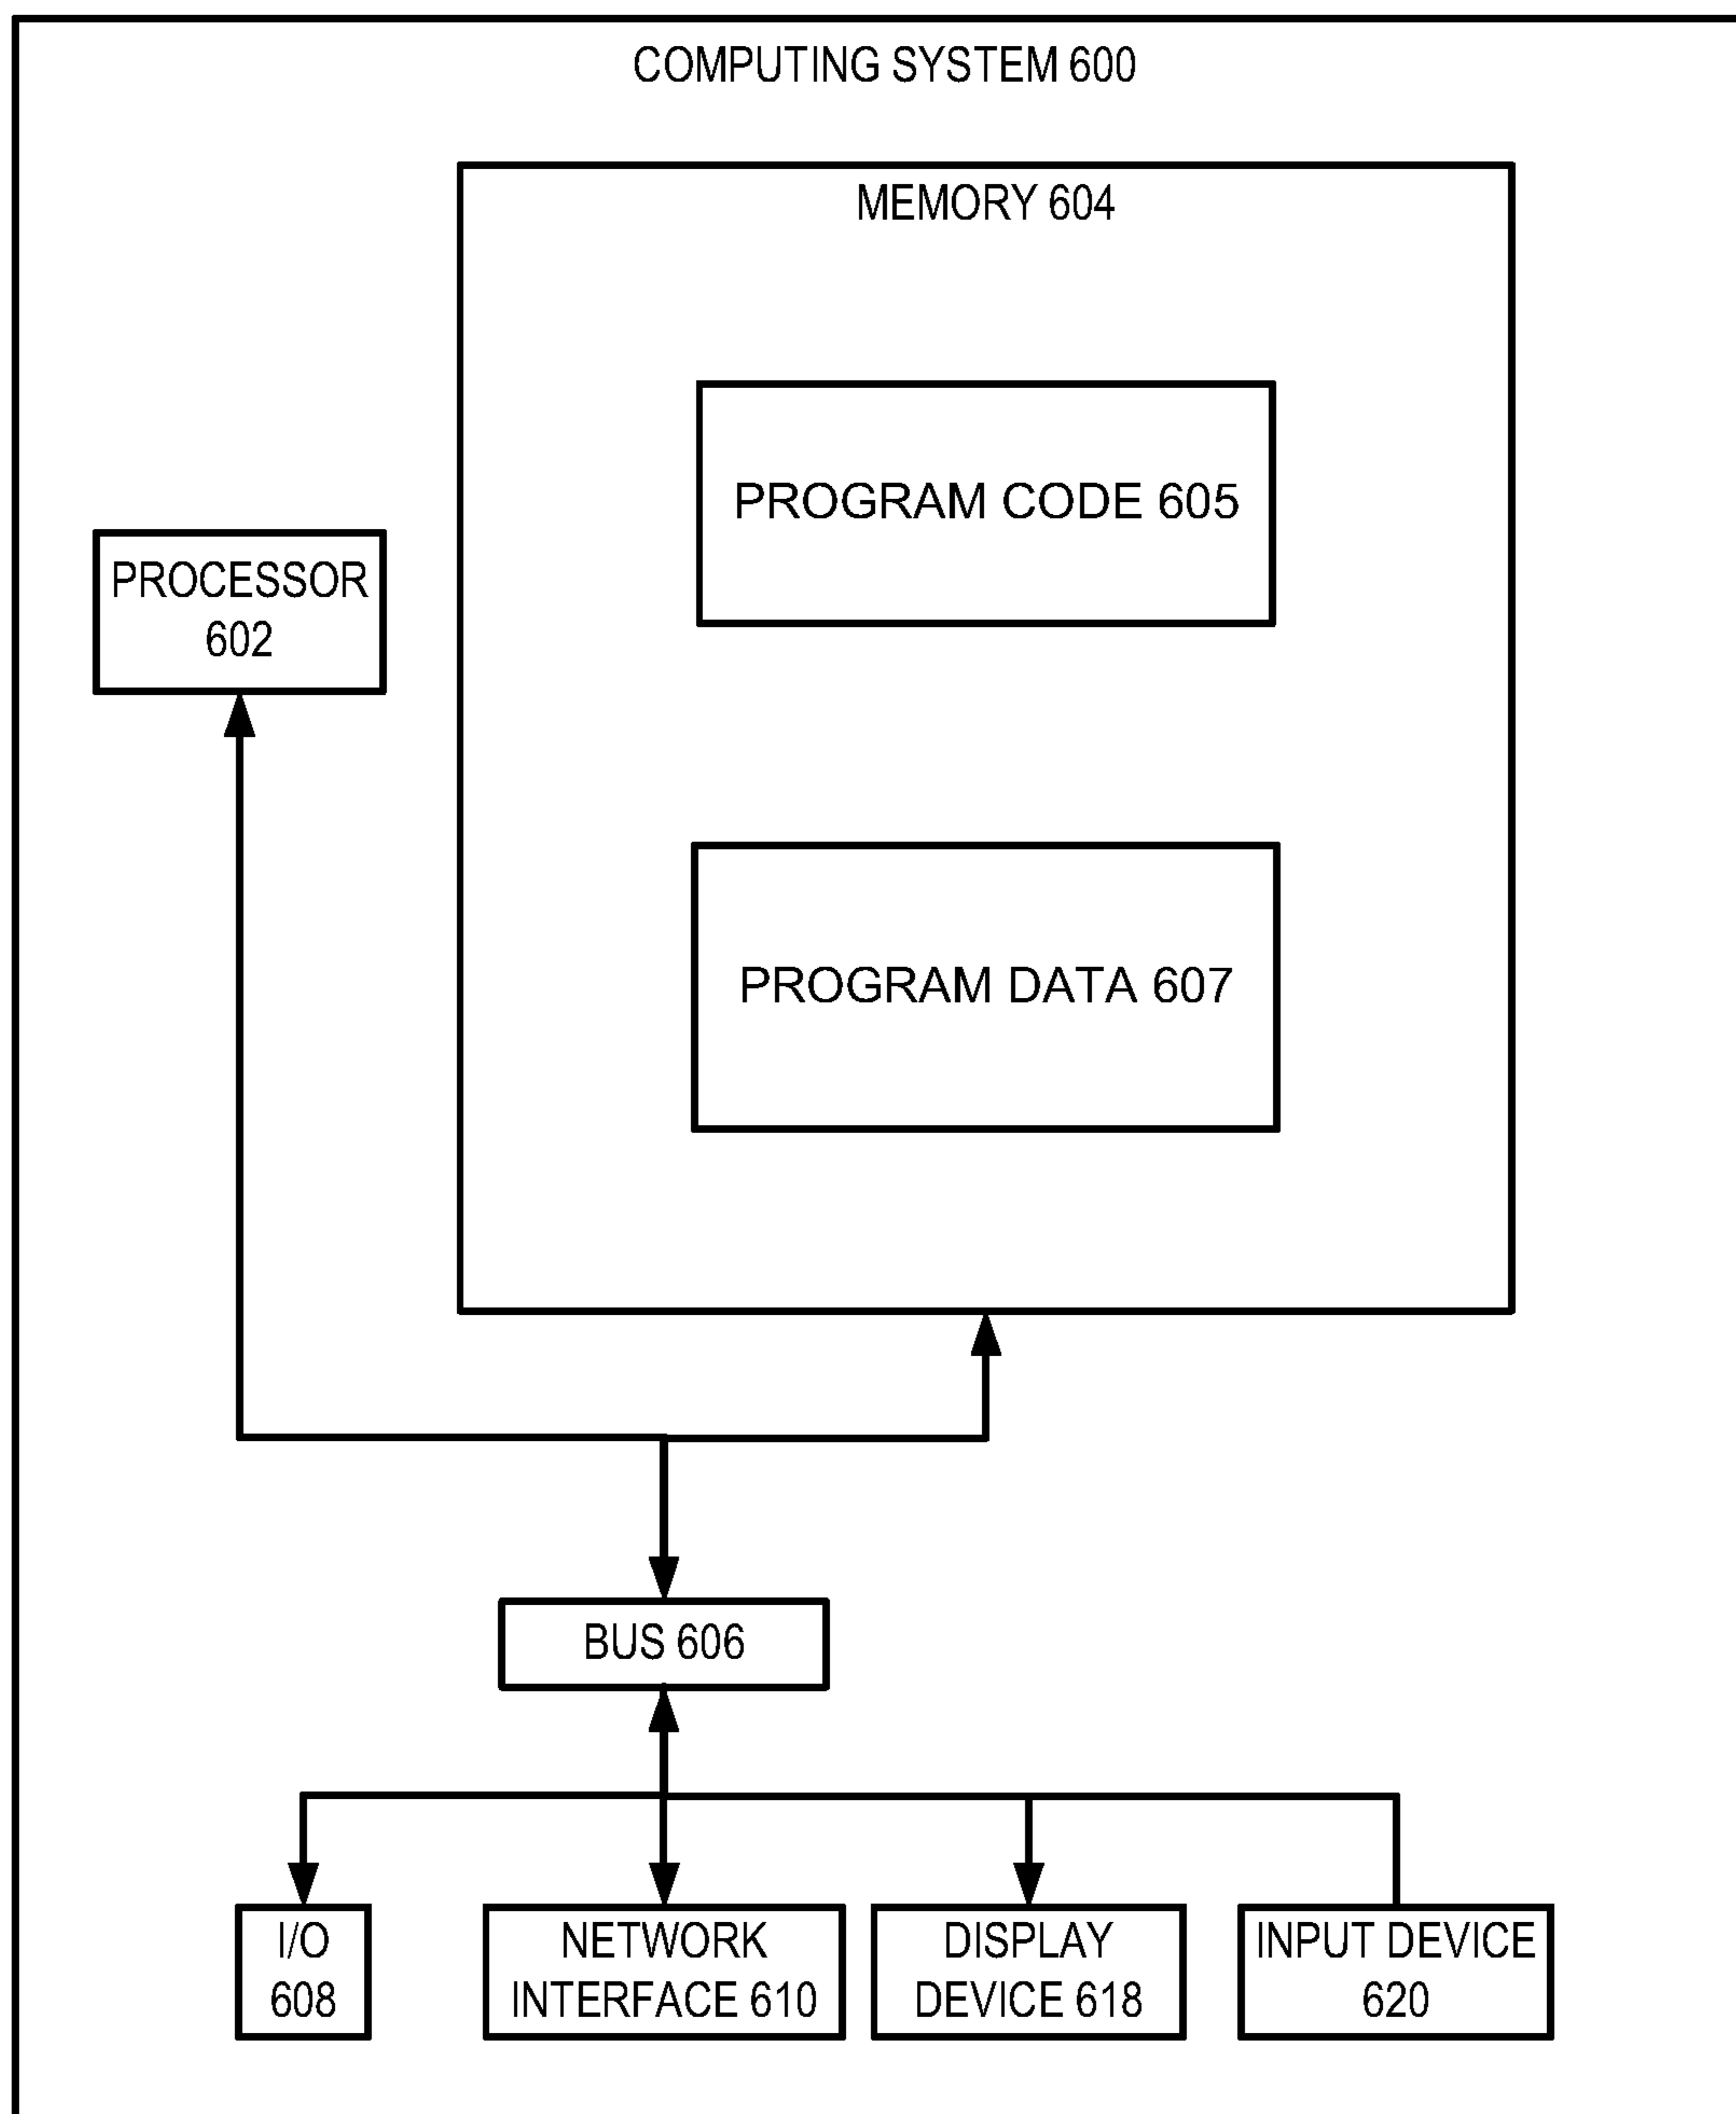 COMPUTING SYSTEM 600
MEMORY 604
PROGRAM CODE 605
PROCESSOR
602
PROGRAM DATA 607
BUS 606
I/O
608
NETWORK
INTERFACE 610
DISPLAY
DEVICE 618
INPUT DEVICE
620